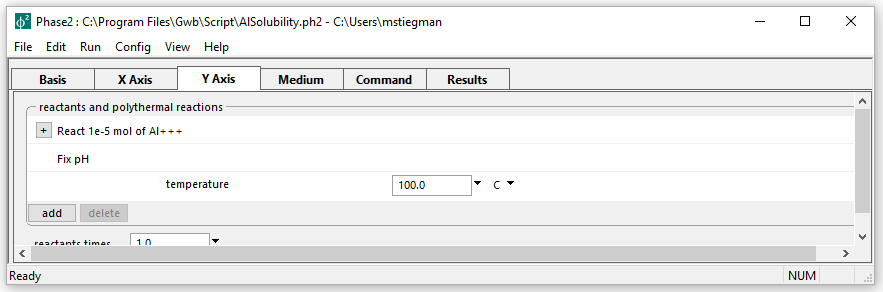 Phase2 : C:\Program Files\Gwb\Script\AlSolubility.ph2 - C:\Users\mstiegman
File Edit Run Config View Help
Basis X Axis Y Axis Medium Command Results
reactants and polythermal reactions
+ React 1e-5 mol of Al+++
Fix pH
temperature 100.0 C
add delete
reactants times 1.0
Ready NUM